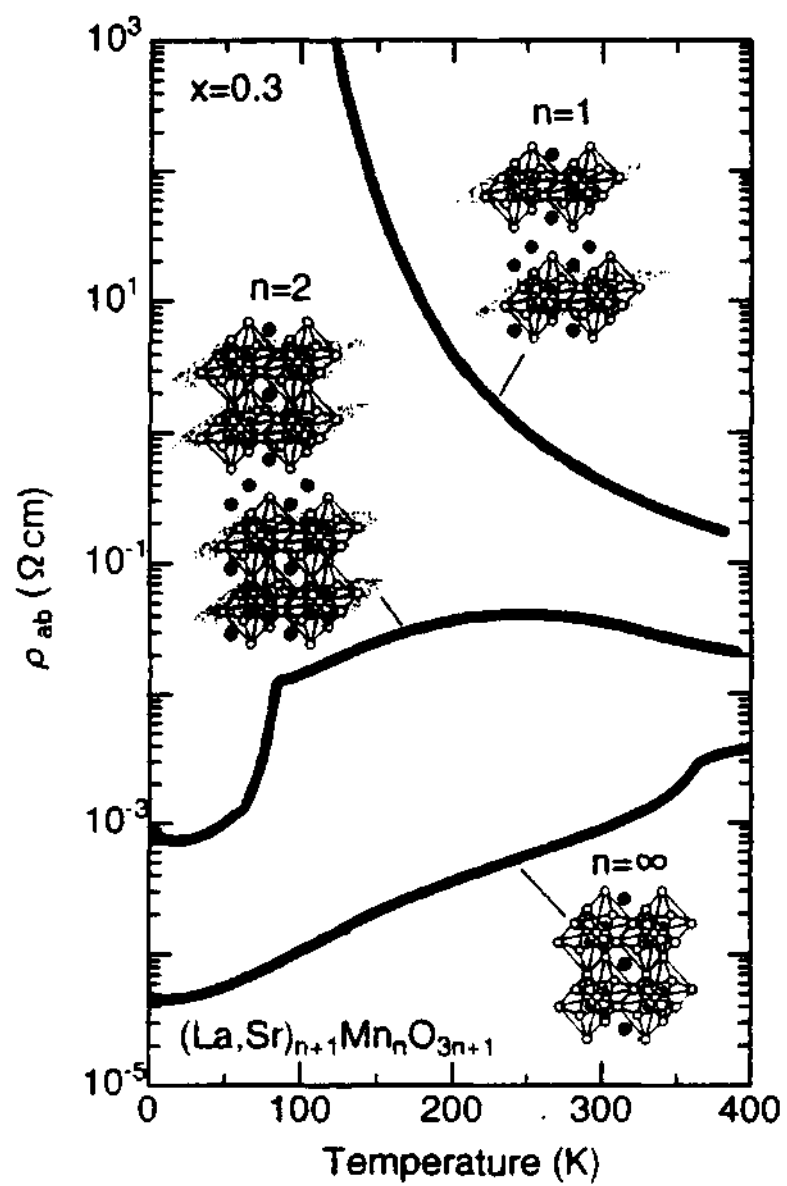 10³
x=0.3
n=1
10¹
n=2
10⁻¹
ρ ab (Ω cm)
10⁻³
n=∞
(La,Sr)ₙ₊₁MnₙO₃ₙ₊₁
10⁻⁵
0 100 200 300 400
Temperature (K)